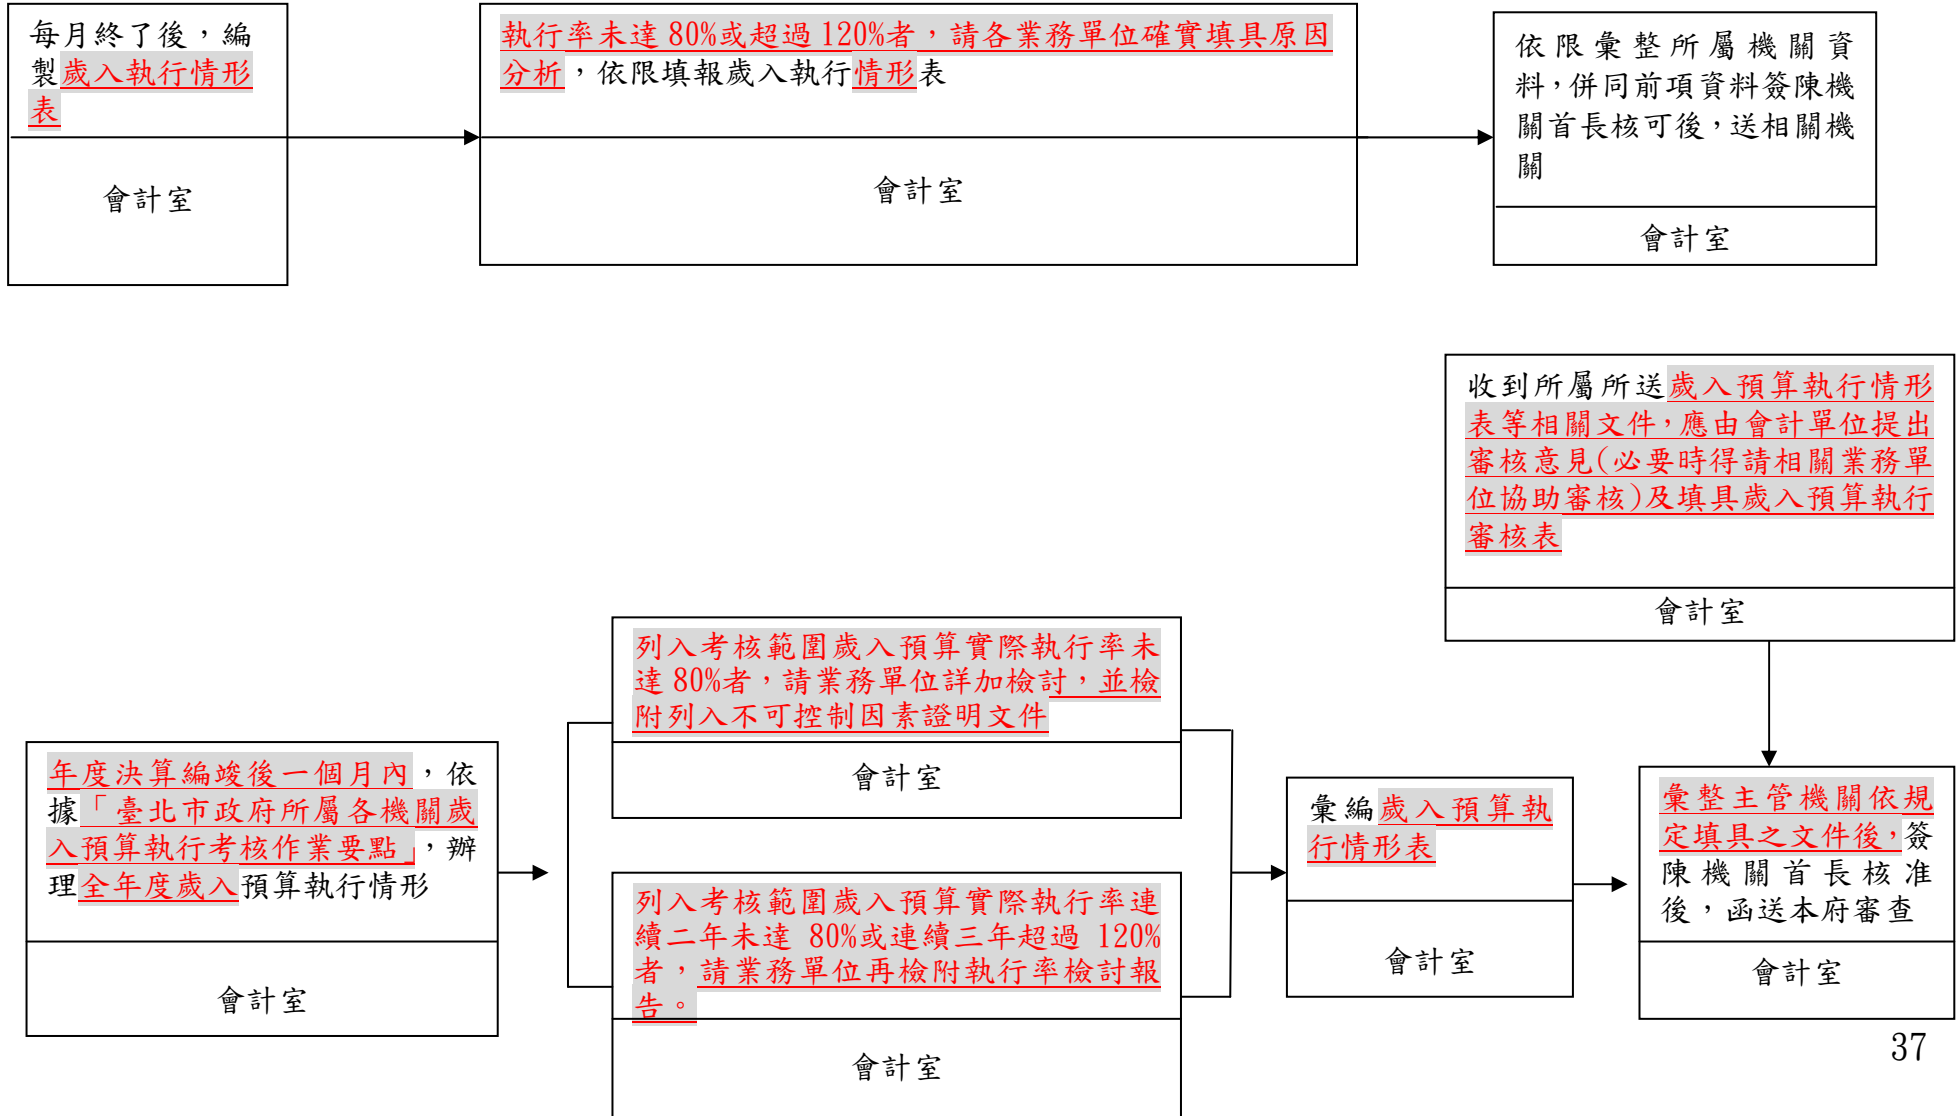 每月終了後，編
製歲入執行情形
表
會計室
執行率未達 80%或超過 120%者，請各業務單位確實填具原因
分析，依限填報歲入執行情形表
會計室
依限彙整所屬機關資
料，併同前項資料簽陳機
關首長核可後，送相關機
關
會計室
收到所屬所送歲入預算執行情形
表等相關文件，應由會計單位提出
審核意見(必要時得請相關業務單
位協助審核)及填具歲入預算執行
審核表
會計室
年度決算編竣後一個月內，依
據「臺北市政府所屬各機關歲
入預算執行考核作業要點」，辦
理全年度歲入預算執行情形
會計室
列入考核範圍歲入預算實際執行率未
達 80%者，請業務單位詳加檢討，並檢
附列入不可控制因素證明文件
會計室
列入考核範圍歲入預算實際執行率連
續二年未達 80%或連續三年超過 120%
者，請業務單位再檢附執行率檢討報
告。
會計室
彙編歲入預算執
行情形表
會計室
彙整主管機關依規
定填具之文件後，簽
陳機關首長核准
後，函送本府審查
會計室
37